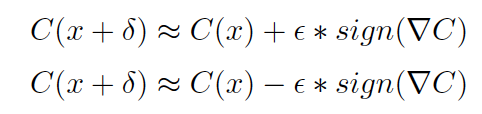 C(x + δ) ≈ C(x) + ϵ ∗ sign(∇C)
C(x + δ) ≈ C(x) − ϵ ∗ sign(∇C)